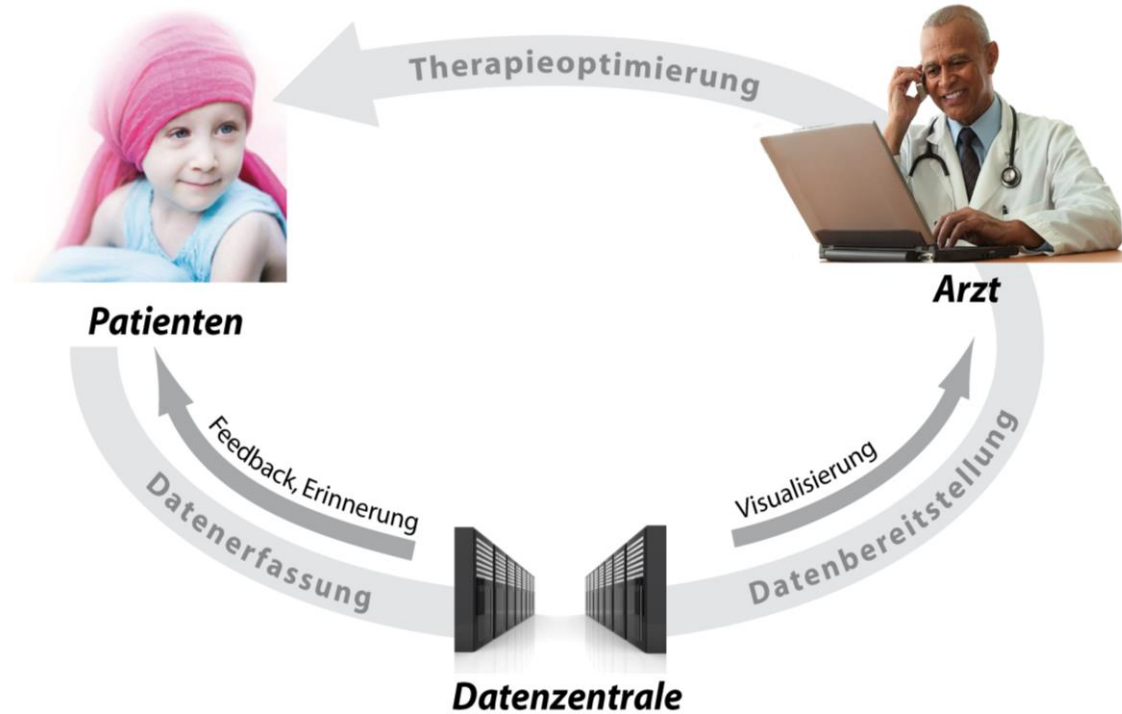 Therapieoptimierung
Patienten
Arzt
Feedback, Erinnerung
Visualisierung
Datenerfassung
Datenbereitstellung
Datenzentrale